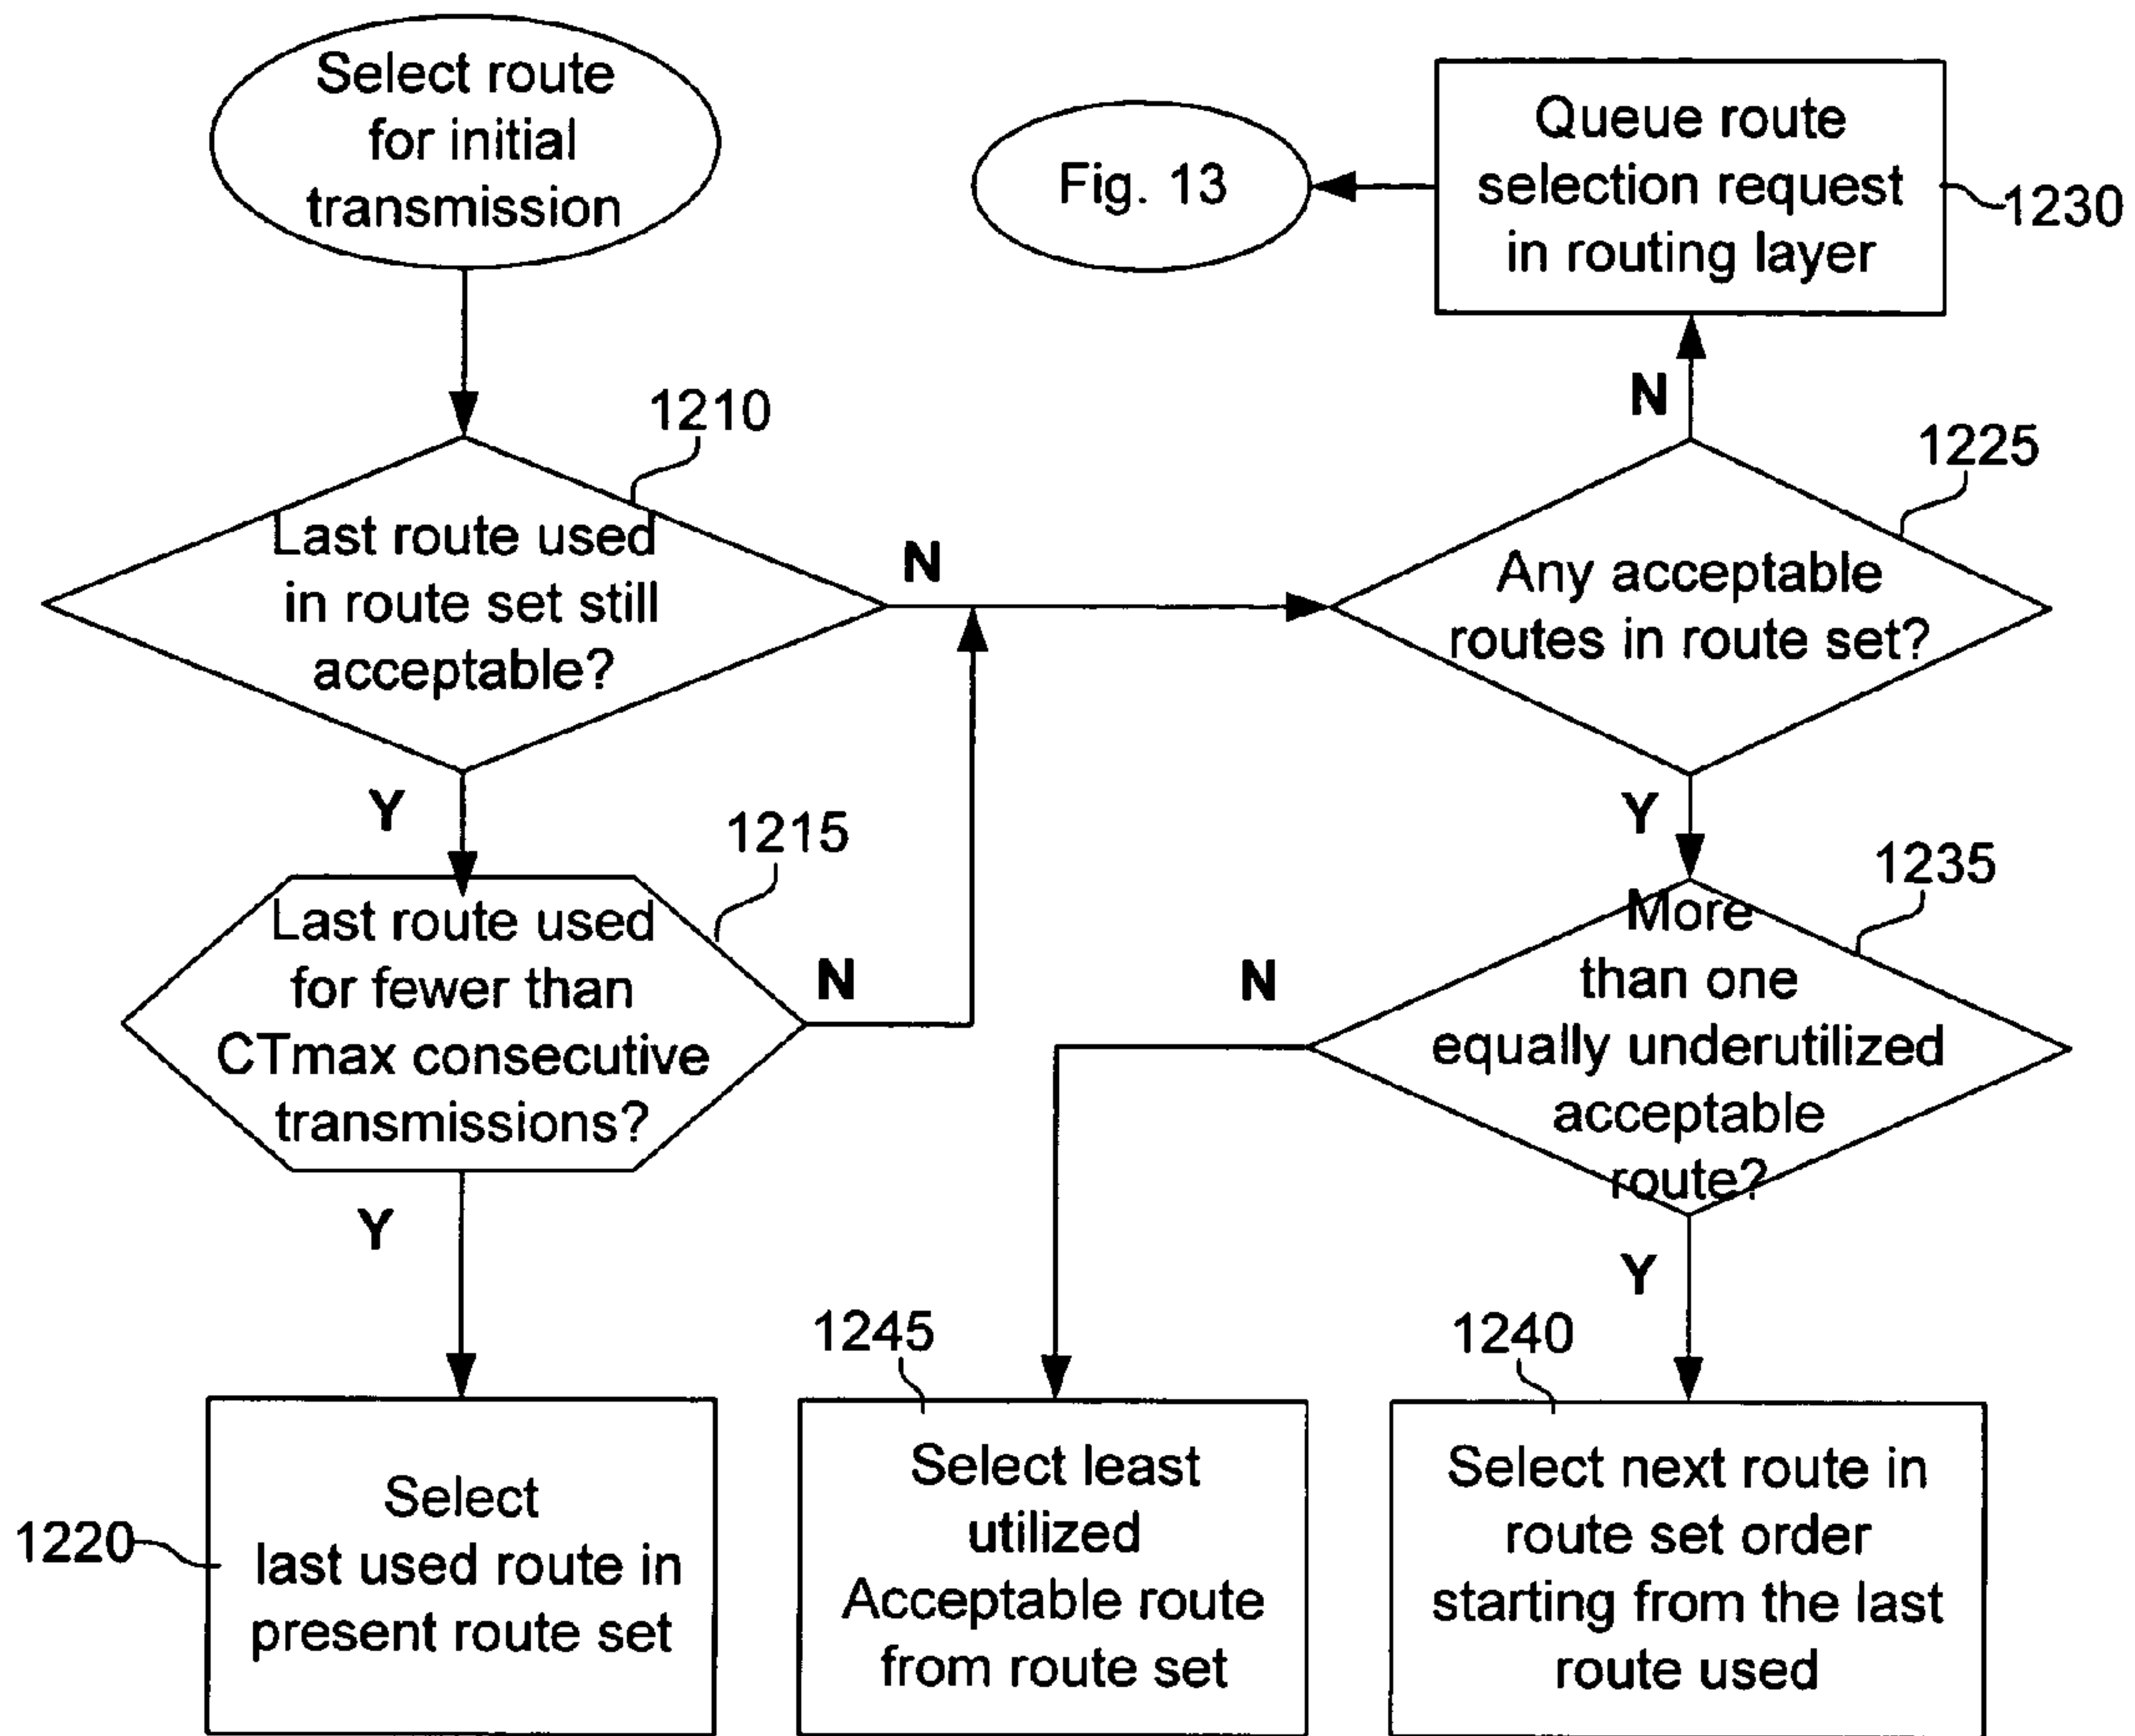 Select route
for initial
transmission
Fig. 13
Queue route
selection request
in routing layer
1230
1210
Last route used
in route set still
acceptable?
N
N
1225
Any acceptable
routes in route set?
Y
1215
Last route used
for fewer than
CTmax consecutive
transmissions?
N
Y
1235
More
than one
equally underutilized
acceptable
route?
N
Y
Y
1220
Select
last used route in
present route set
1245
Select least
utilized
Acceptable route
from route set
1240
Select next route in
route set order
starting from the last
route used